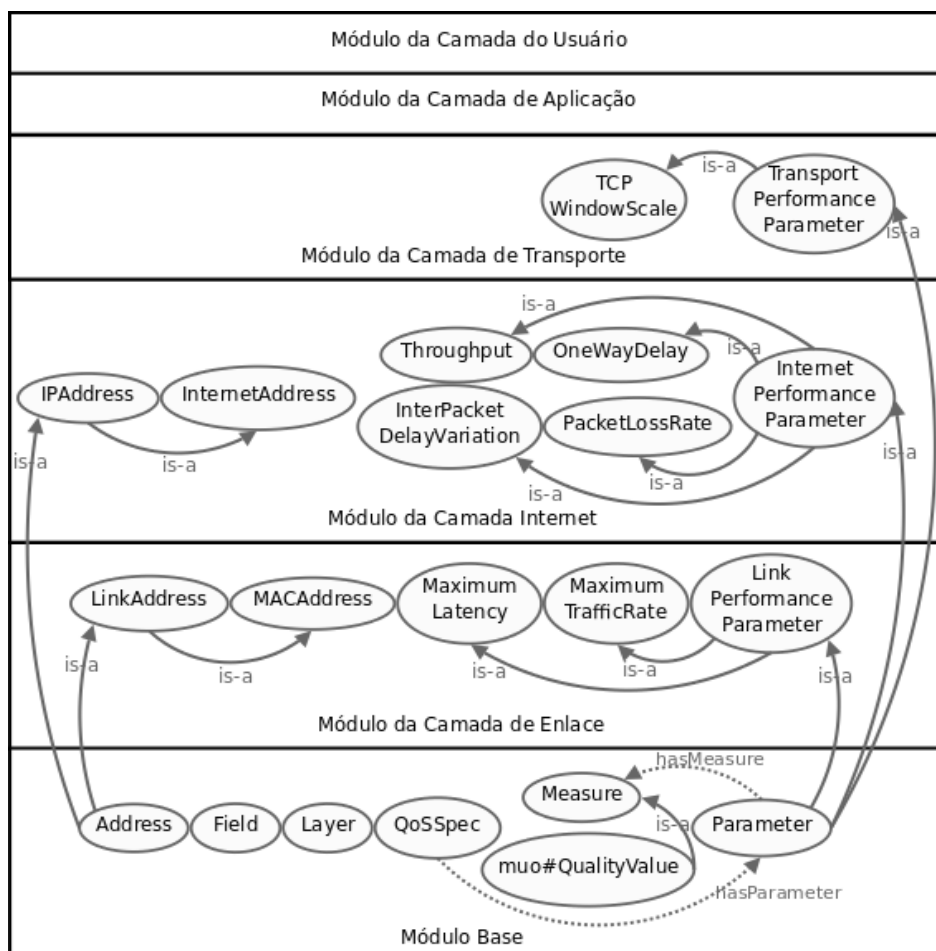 Módulo da Camada do Usuário
Módulo da Camada de Aplicação
is-a
TCP
WindowScale
Transport
Performance
Parameter
is-a
Módulo da Camada de Transporte
is-a
Throughput
OneWayDelay
is-a
IPAddress
InternetAddress
InterPacket
DelayVariation
PacketLossRate
Internet
Performance
Parameter
is-a
is-a
is-a
is-a
is-a
Módulo da Camada Internet
LinkAddress
MACAddress
Maximum
Latency
Maximum
TrafficRate
Link
Performance
Parameter
is-a
is-a
is-a
is-a
is-a
Módulo da Camada de Enlace
hasMeasure
Measure
Address
Field
Layer
QoSSpec
is-a
Parameter
muo#QualityValue
hasParameter
Módulo Base